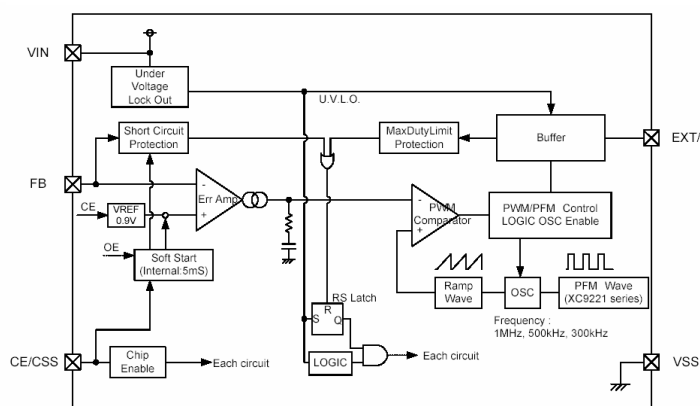 VIN
Under
Voltage
Lock Out
U.V.L.O.
Short Circuit
Protection
MaxDutyLimit
Protection
Buffer
EXT/
FB
-
Err Amp
+
CE
VREF
0.9V
-
PWM
Comparator
+
PWM/PFM Control
LOGIC OSC Enable
OE
Soft Start
(Internal:5mS)
Ramp
Wave
OSC
PFM Wave
(XC9221 series)
RS Latch
R
S
Q
Frequency :
1MHz, 500kHz, 300kHz
CE/CSS
Chip
Enable
Each circuit
LOGIC
Each circuit
VSS